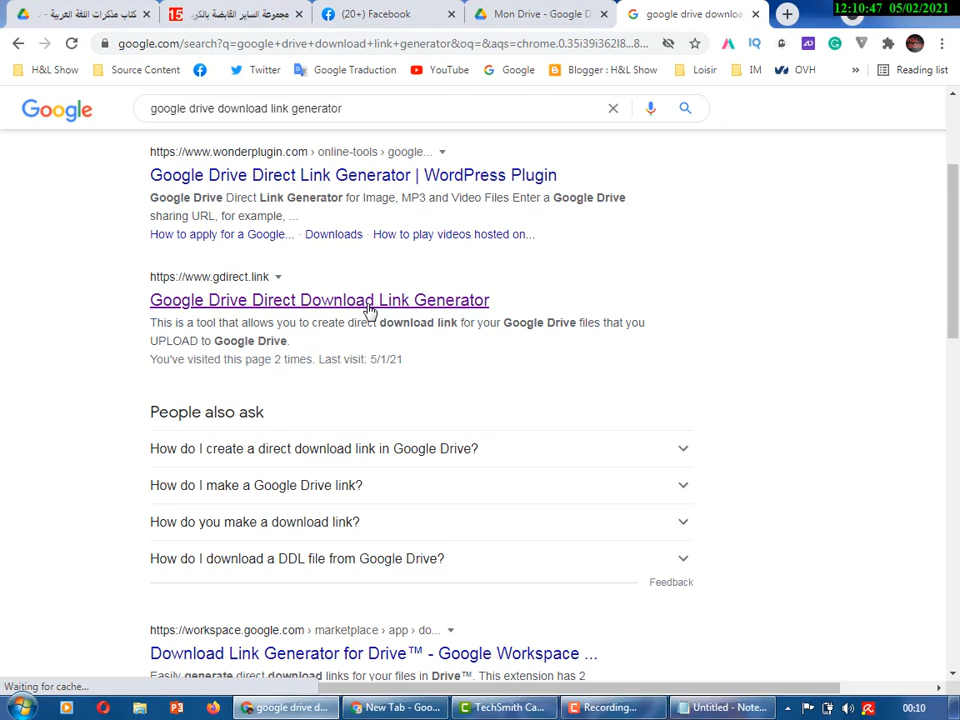 كتاب مذكرات اللغة العربية -
مجموعة الساير القابضة بالكر
(20+) Facebook
Mon Drive - Google D
google drive downloa
12:10:47 05/02/2021
google.com/search?q=google+drive+download+link+generator&oq=&aqs=chrome.0.35i39i362l8...8...
H&L Show
Source Content
Twitter
Google Traduction
YouTube
Google
Blogger : H&L Show
Loisir
IM
OVH
»
Reading list
Google
google drive download link generator
https://www.wonderplugin.com › online-tools › google...
Google Drive Direct Link Generator | WordPress Plugin
Google Drive Direct Link Generator for Image, MP3 and Video Files Enter a Google Drive
sharing URL, for example, ...
How to apply for a Google... · Downloads · How to play videos hosted on...
https://www.gdirect.link
Google Drive Direct Download Link Generator
This is a tool that allows you to create direct download link for your Google Drive files that you
UPLOAD to Google Drive.
You've visited this page 2 times. Last visit: 5/1/21
People also ask
How do I create a direct download link in Google Drive?
How do I make a Google Drive link?
How do you make a download link?
How do I download a DDL file from Google Drive?
Feedback
https://workspace.google.com › marketplace › app › do...
Download Link Generator for Drive™ - Google Workspace ...
Easily generate direct download links for your files in Drive™. This extension has 2
Waiting for cache...
google drive d...
New Tab - Goo...
TechSmith Ca...
Recording...
Untitled - Note...
00:10